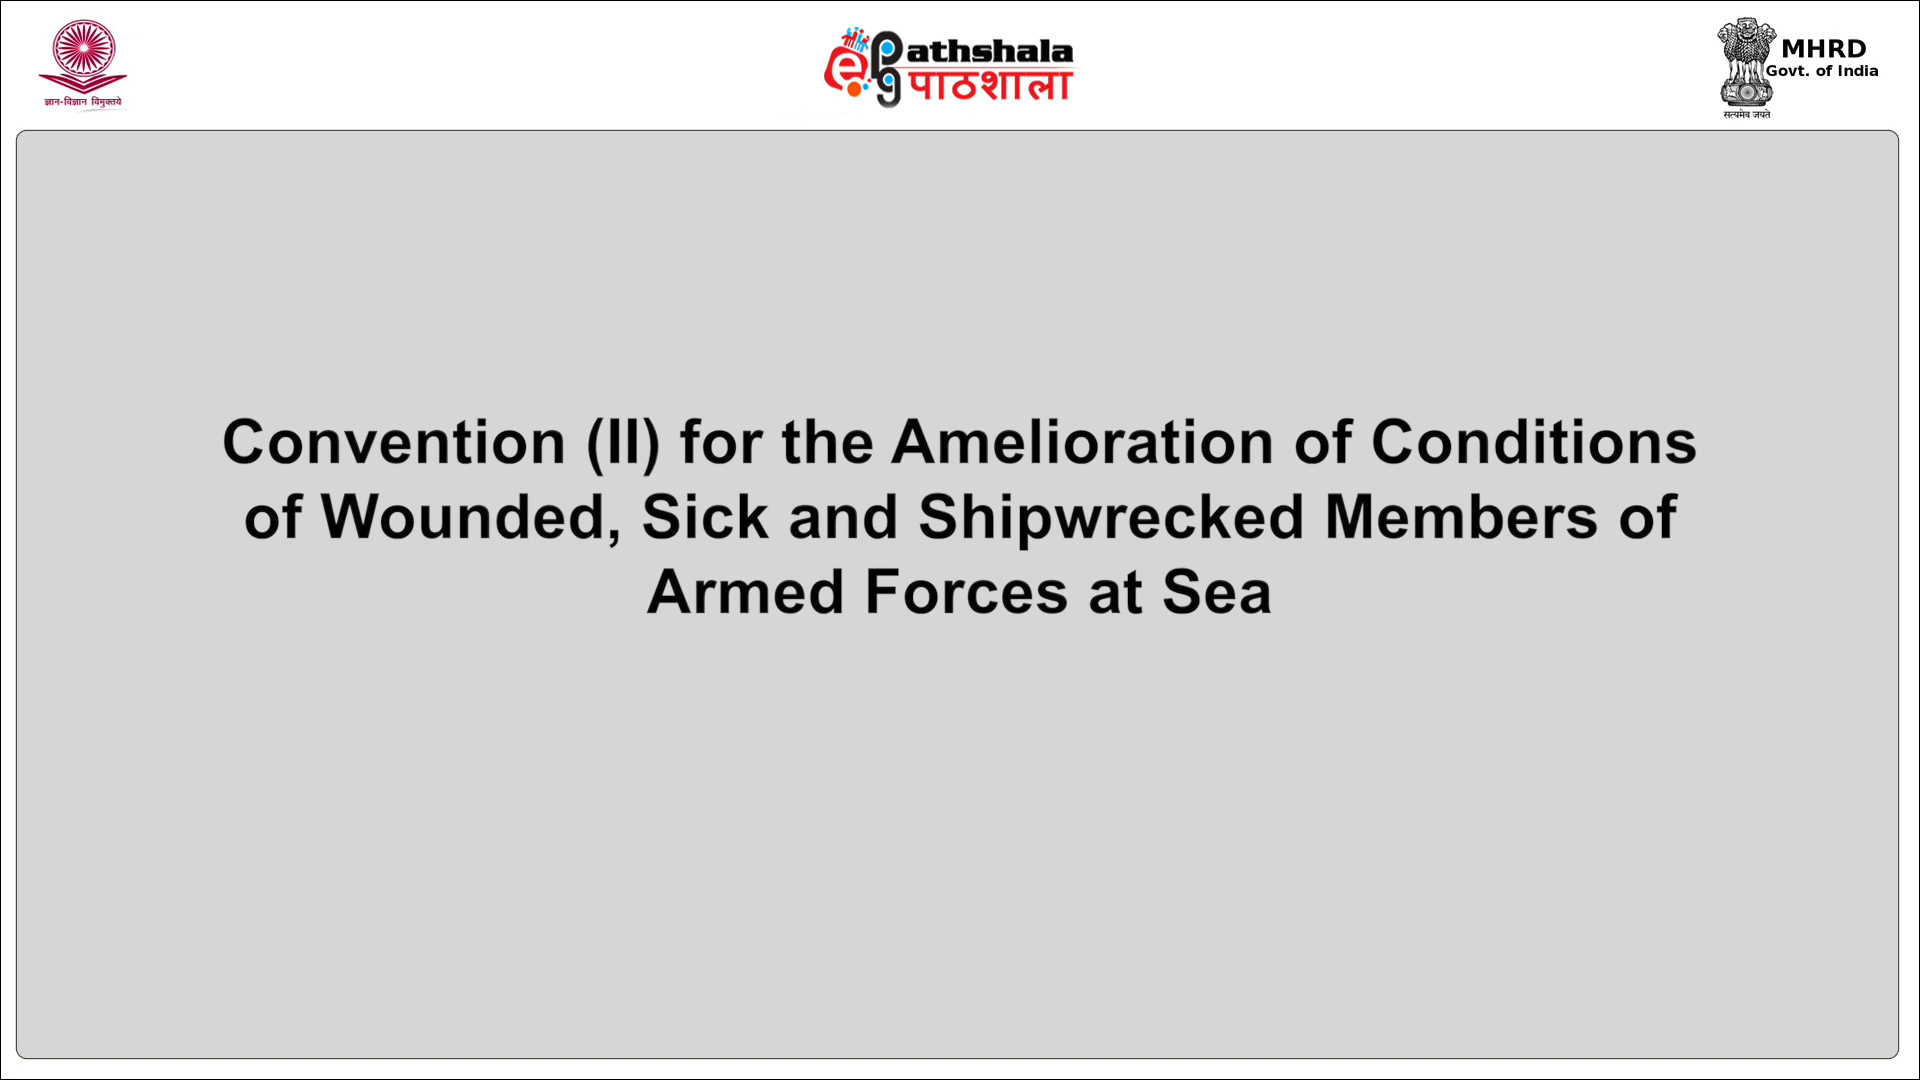 ज्ञान-विज्ञान विमुक्तये
e Pathshala
पाठशाला
MHRD
Govt. of India
सत्यमेव जयते
Convention (II) for the Amelioration of Conditions
of Wounded, Sick and Shipwrecked Members of
Armed Forces at Sea